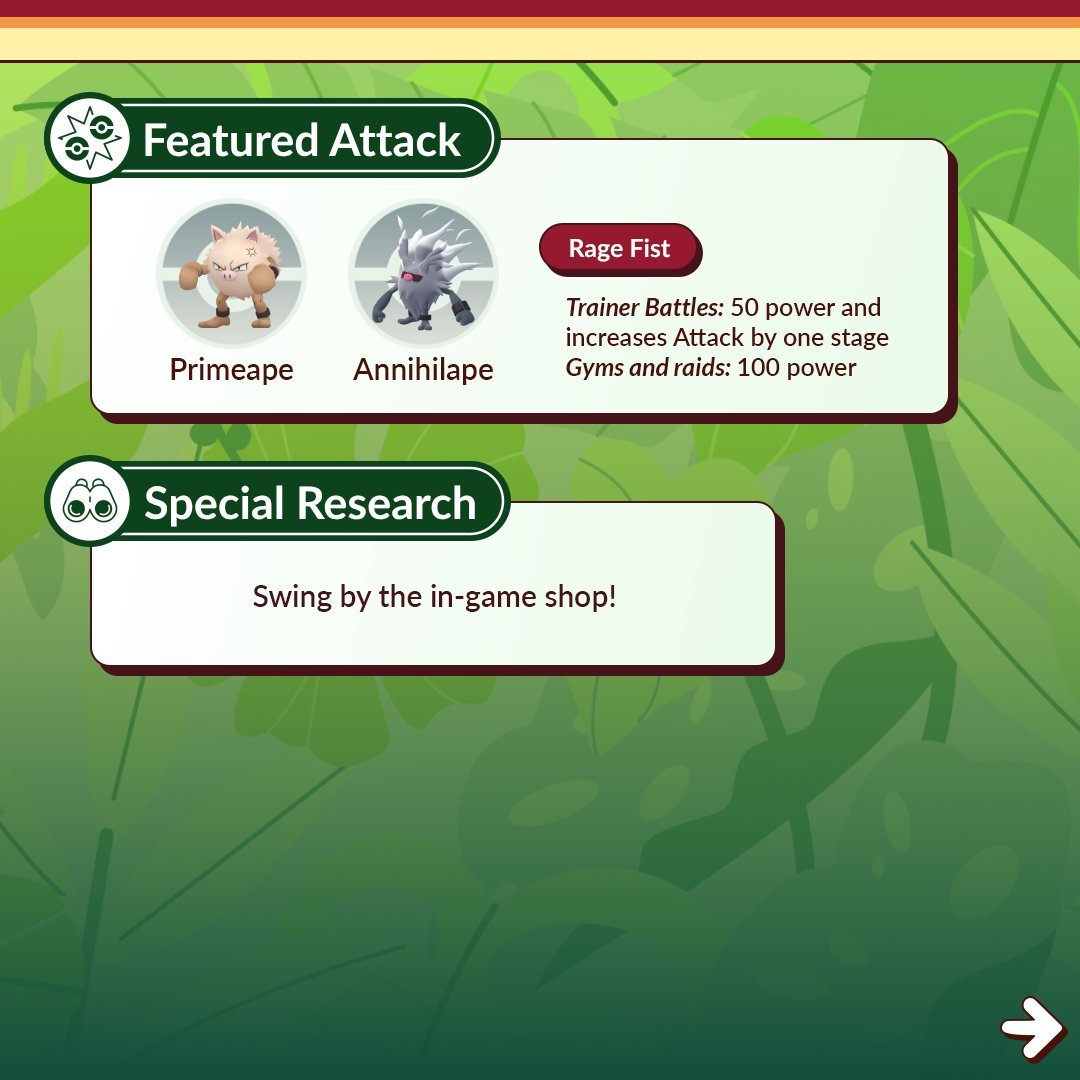 Featured Attack
Primeape
Annihilape
Rage Fist
Trainer Battles: 50 power and
increases Attack by one stage
Gyms and raids: 100 power
Special Research
Swing by the in-game shop!